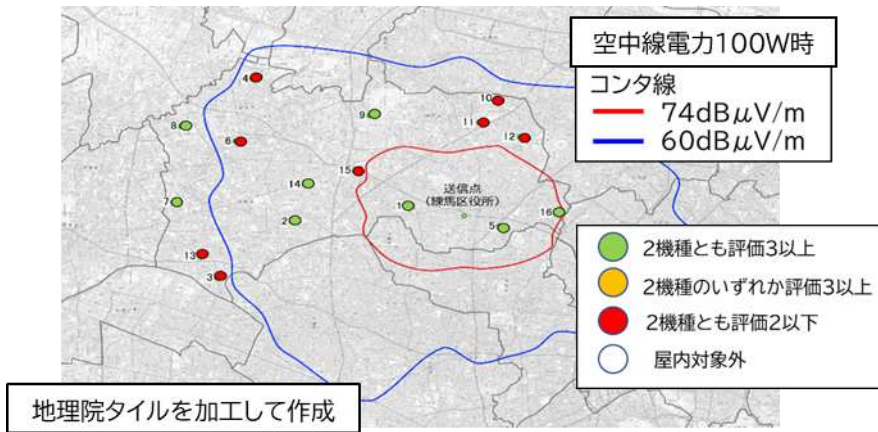 空中線電力100W時
コンタ線
74dBμV/m
60dBμV/m
4
10
9
11
8
12
6
15
送信点
(練馬区役所)
14
7
1
16
2
5
13
3
2機種とも評価3以上
2機種のいずれか評価3以上
2機種とも評価2以下
屋内対象外
地理院タイルを加工して作成